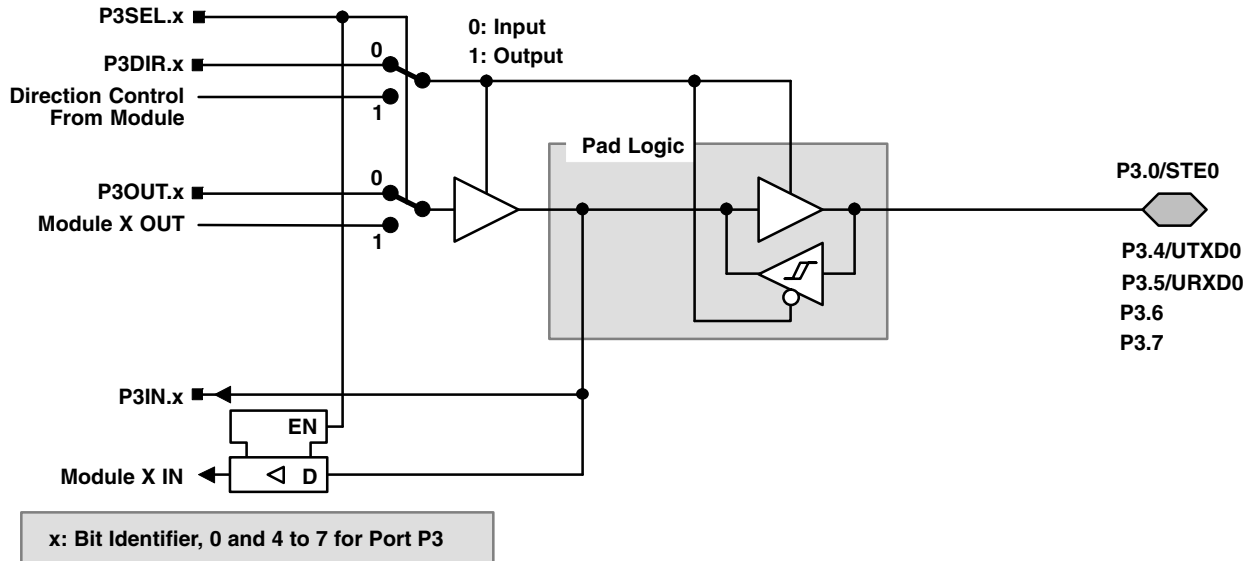 P3SEL.x
0: Input
1: Output
0
P3DIR.x
Direction Control
From Module
1
Pad Logic
P3.0/STE0
0
P3OUT.x
Module X OUT
1
P3.4/UTXD0
P3.5/URXD0
P3.6
P3.7
P3IN.x
EN
Module X IN
D
x: Bit Identifier, 0 and 4 to 7 for Port P3